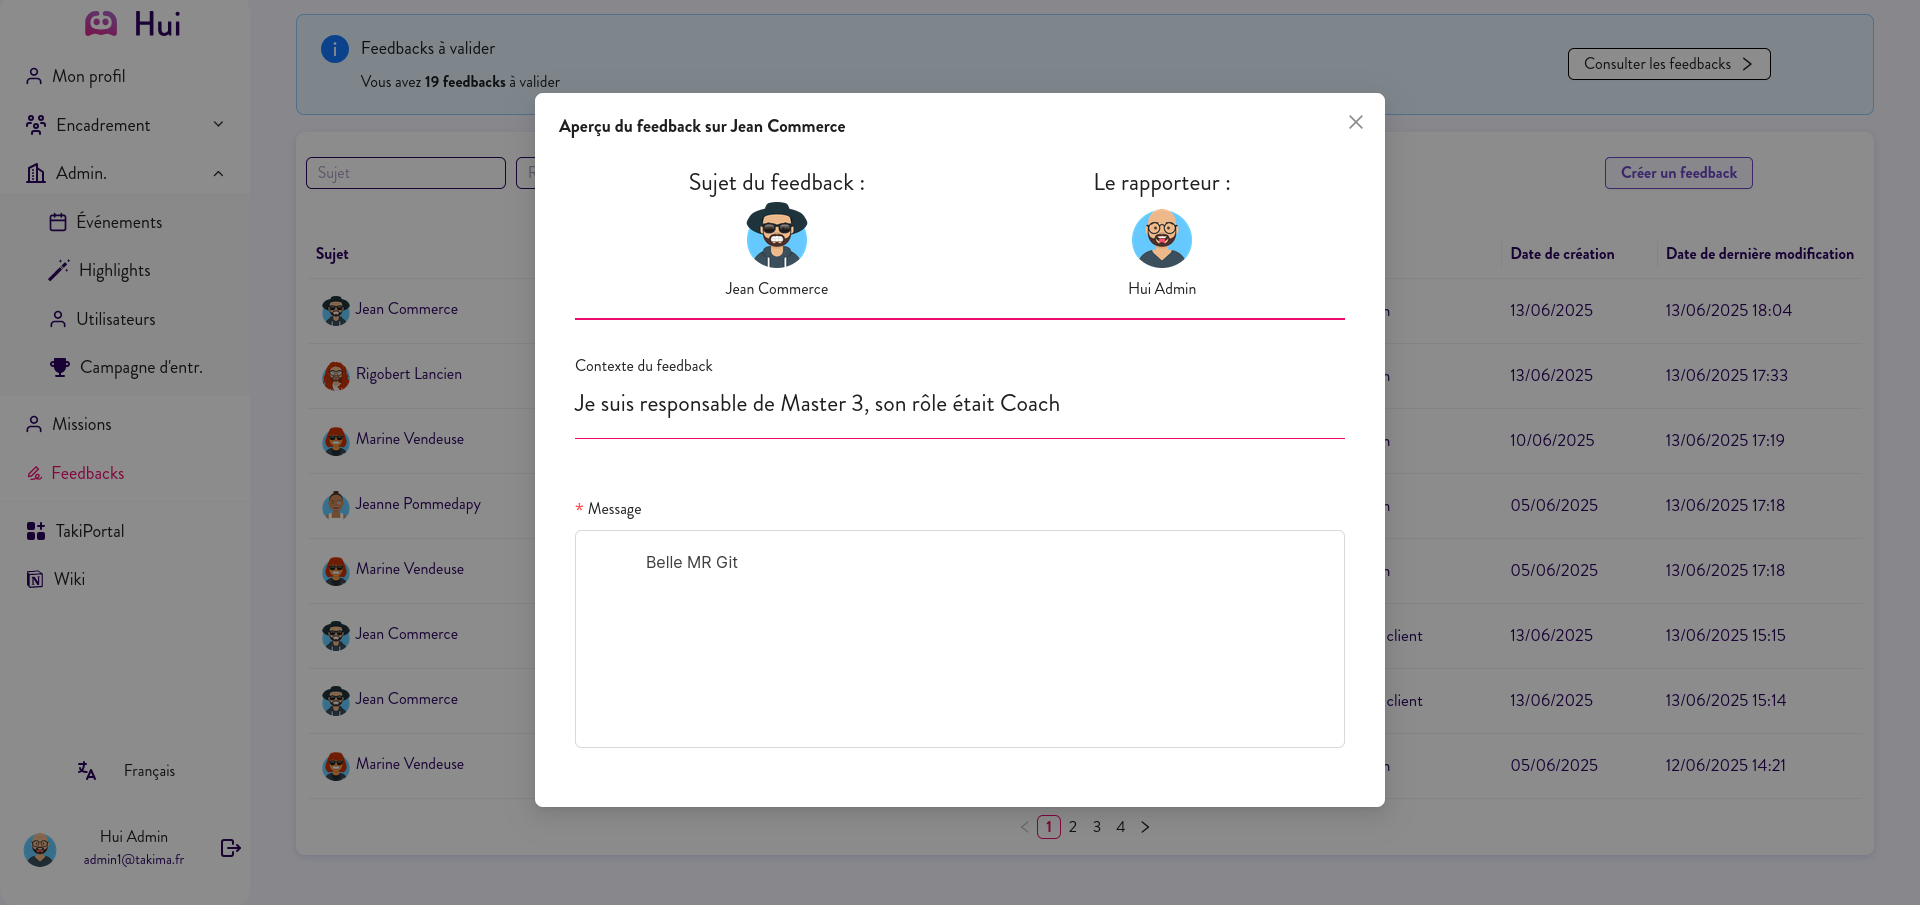 Hui
Mon profil
Encadrement
Admin.
Événements
Highlights
Utilisateurs
Campagne d'entr.
Missions
Feedbacks
TakiPortal
Wiki
Français
Hui Admin
admin1@takima.fr
Feedbacks à valider
Vous avez 19 feedbacks à valider
Consulter les feedbacks
Sujet
Créer un feedback
Sujet
Date de création
Date de dernière modification
Jean Commerce
13/06/2025
13/06/2025 18:04
Rigobert Lancien
13/06/2025
13/06/2025 17:33
Marine Vendeuse
10/06/2025
13/06/2025 17:19
Jeanne Pommedapy
05/06/2025
13/06/2025 17:18
Marine Vendeuse
05/06/2025
13/06/2025 17:18
Jean Commerce
client
13/06/2025
13/06/2025 15:15
Jean Commerce
client
13/06/2025
13/06/2025 15:14
Marine Vendeuse
05/06/2025
12/06/2025 14:21
1 2 3 4
Aperçu du feedback sur Jean Commerce
Sujet du feedback :
Jean Commerce
Le rapporteur :
Hui Admin
Contexte du feedback
Je suis responsable de Master 3, son rôle était Coach
* Message
Belle MR Git